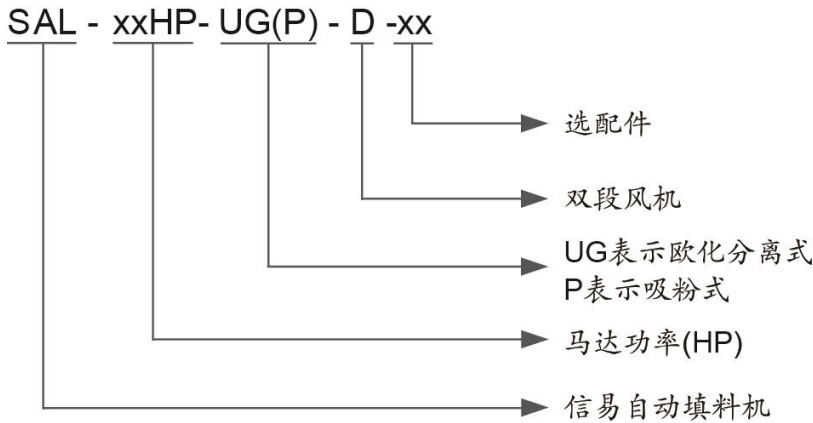 SAL - xxHP- UG(P) - D -xx
选配件
双段风机
UG表示欧化分离式
P表示吸粉式
马达功率(HP)
信易自动填料机